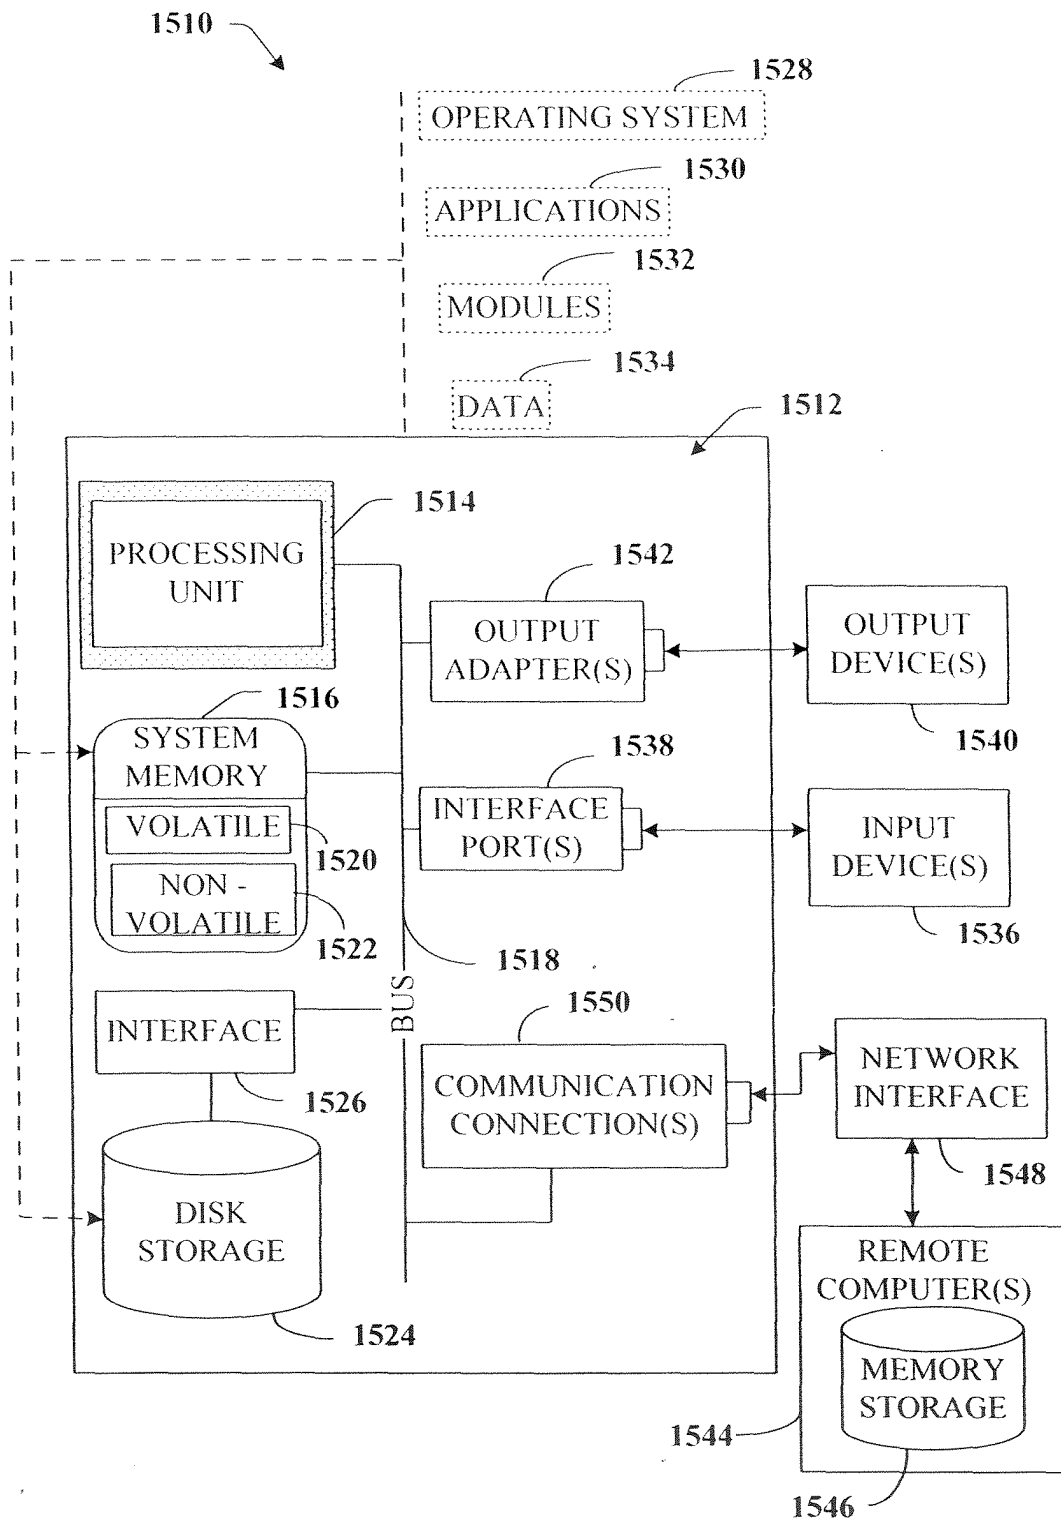 1510
1528
OPERATING SYSTEM
1530
APPLICATIONS
1532
MODULES
1534
DATA
1512
1514
PROCESSING
UNIT
1542
OUTPUT
ADAPTER(S)
OUTPUT
DEVICE(S)
1540
1516
SYSTEM
MEMORY
VOLATILE
1520
NON -
VOLATILE
1522
1538
INTERFACE
PORT(S)
INPUT
DEVICE(S)
1536
1518
BUS
INTERFACE
1526
1550
COMMUNICATION
CONNECTION(S)
NETWORK
INTERFACE
1548
DISK
STORAGE
1524
REMOTE
COMPUTER(S)
MEMORY
STORAGE
1544
1546